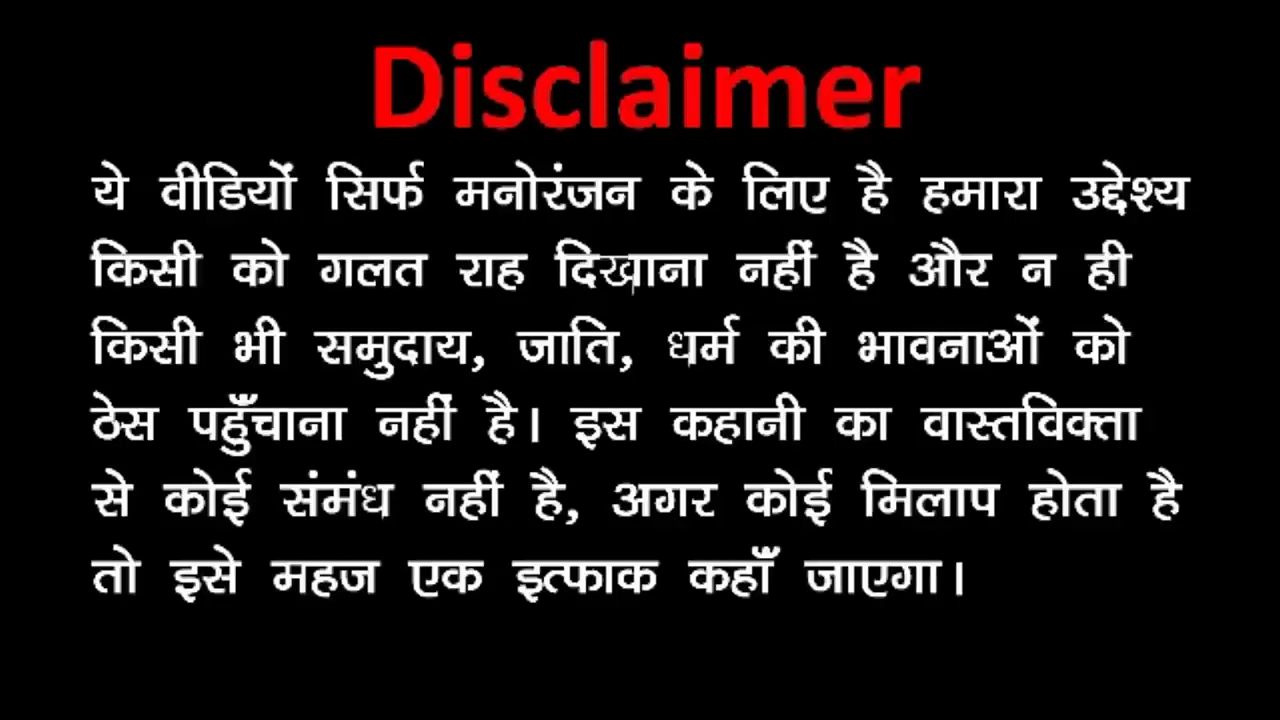 Disclaimer
ये वीडियों सिर्फ मनोरंजन के लिए है हमारा उद्देश्य
किसी को गलत राह दिखाना नहीं है और न ही
किसी भी समुदाय, जाति, धर्म की भावनाओं को
ठेस पहुँचाना नहीं है। इस कहानी का वास्तविक्ता
से कोई संमंध नहीं है, अगर कोई मिलाप होता है
तो इसे महज एक इत्फाक कहाँ जाएगा।